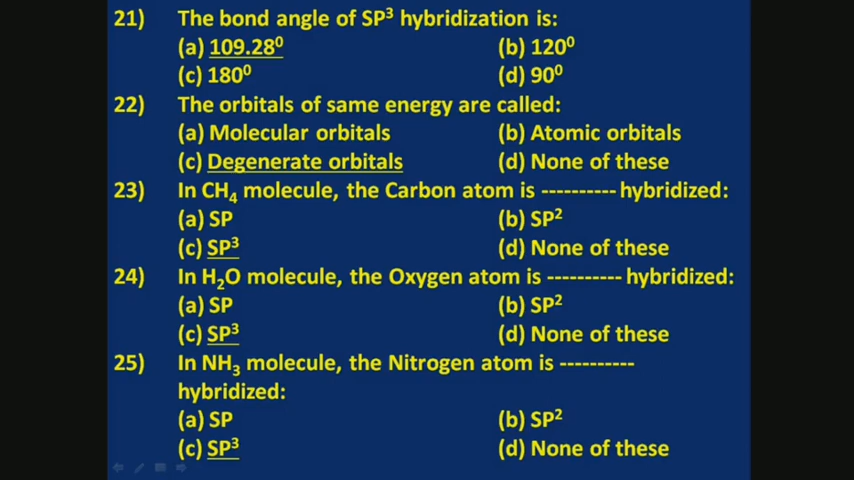 21) The bond angle of SP³ hybridization is:
(a) 109.28⁰ (b) 120⁰
(c) 180⁰ (d) 90⁰
22) The orbitals of same energy are called:
(a) Molecular orbitals (b) Atomic orbitals
(c) Degenerate orbitals (d) None of these
23) In CH₄ molecule, the Carbon atom is ---------- hybridized:
(a) SP (b) SP²
(c) SP³ (d) None of these
24) In H₂O molecule, the Oxygen atom is ---------- hybridized:
(a) SP (b) SP²
(c) SP³ (d) None of these
25) In NH₃ molecule, the Nitrogen atom is ----------
hybridized:
(a) SP (b) SP²
(c) SP³ (d) None of these